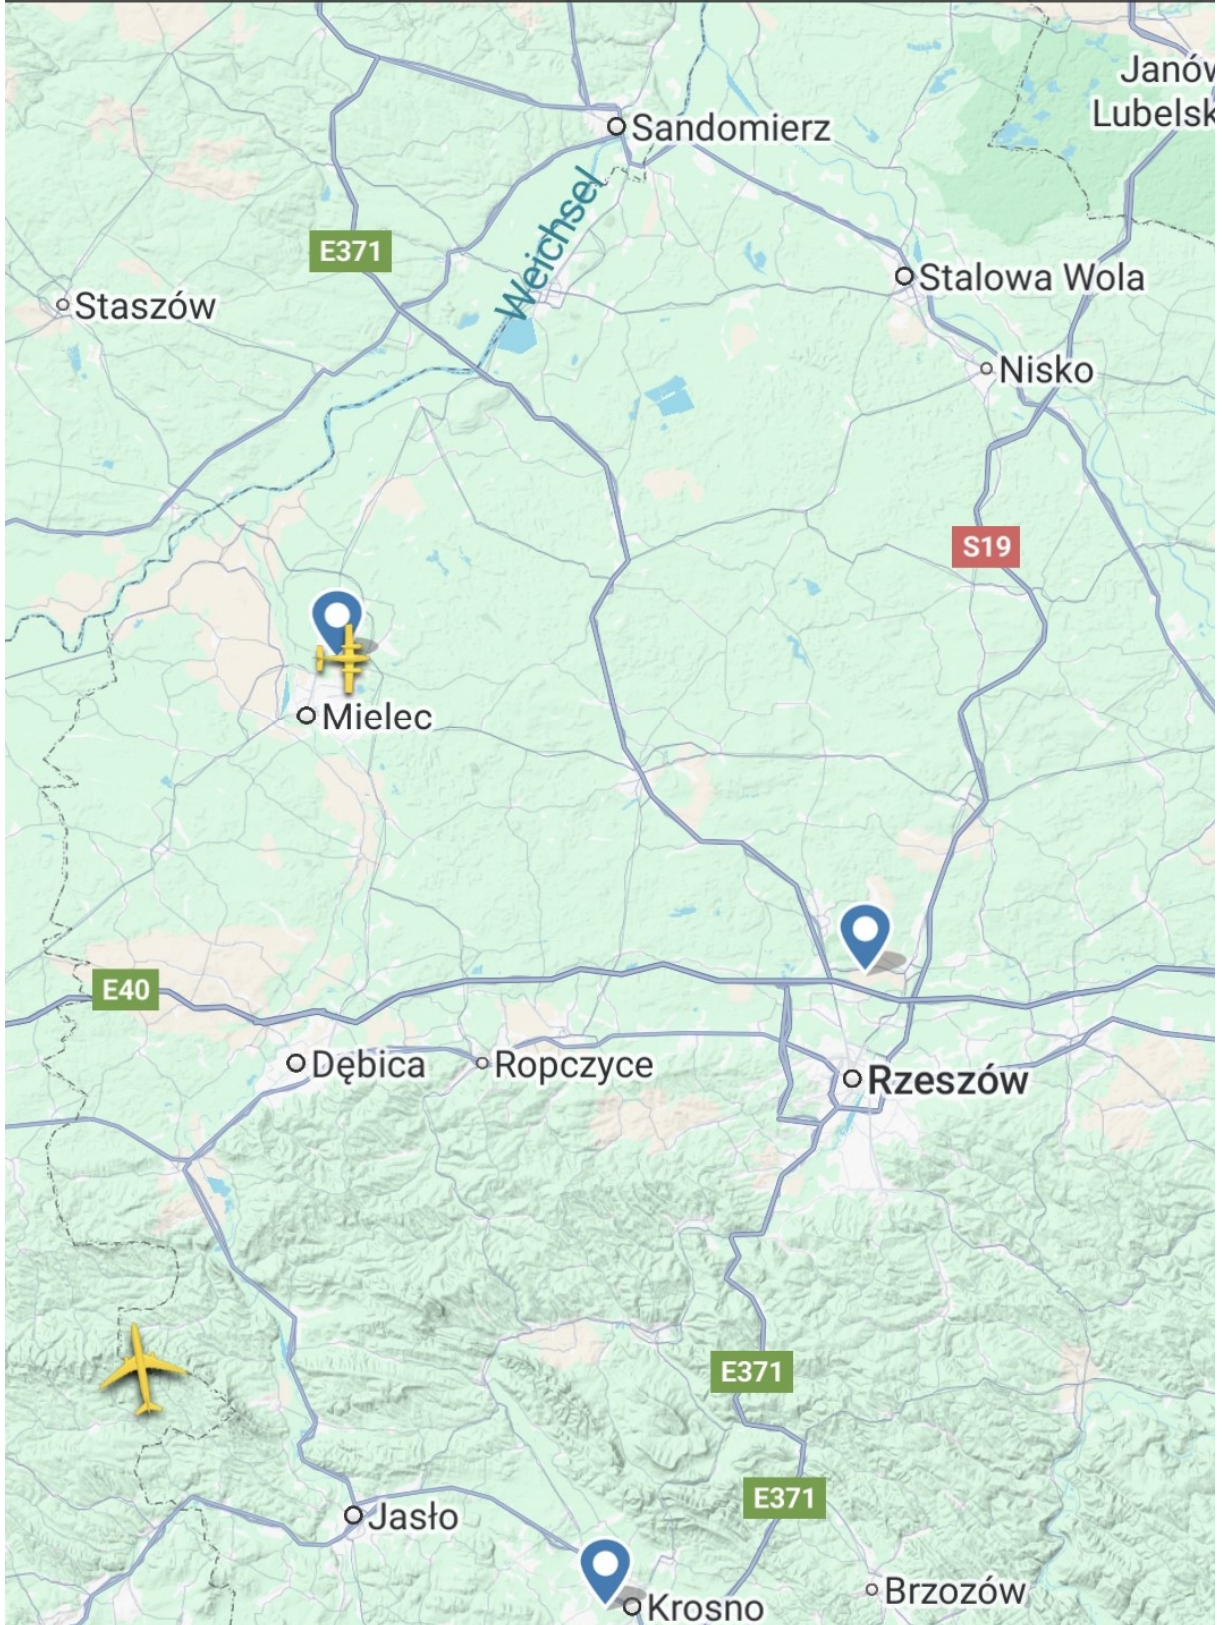 Janów
Lubelsk
Sandomierz
Weichsel
E371
Stalowa Wola
Staszów
Nisko
S19
Mielec
E40
Dębica
Ropczyce
Rzeszów
E371
E371
Jasło
Brzozów
Krosno